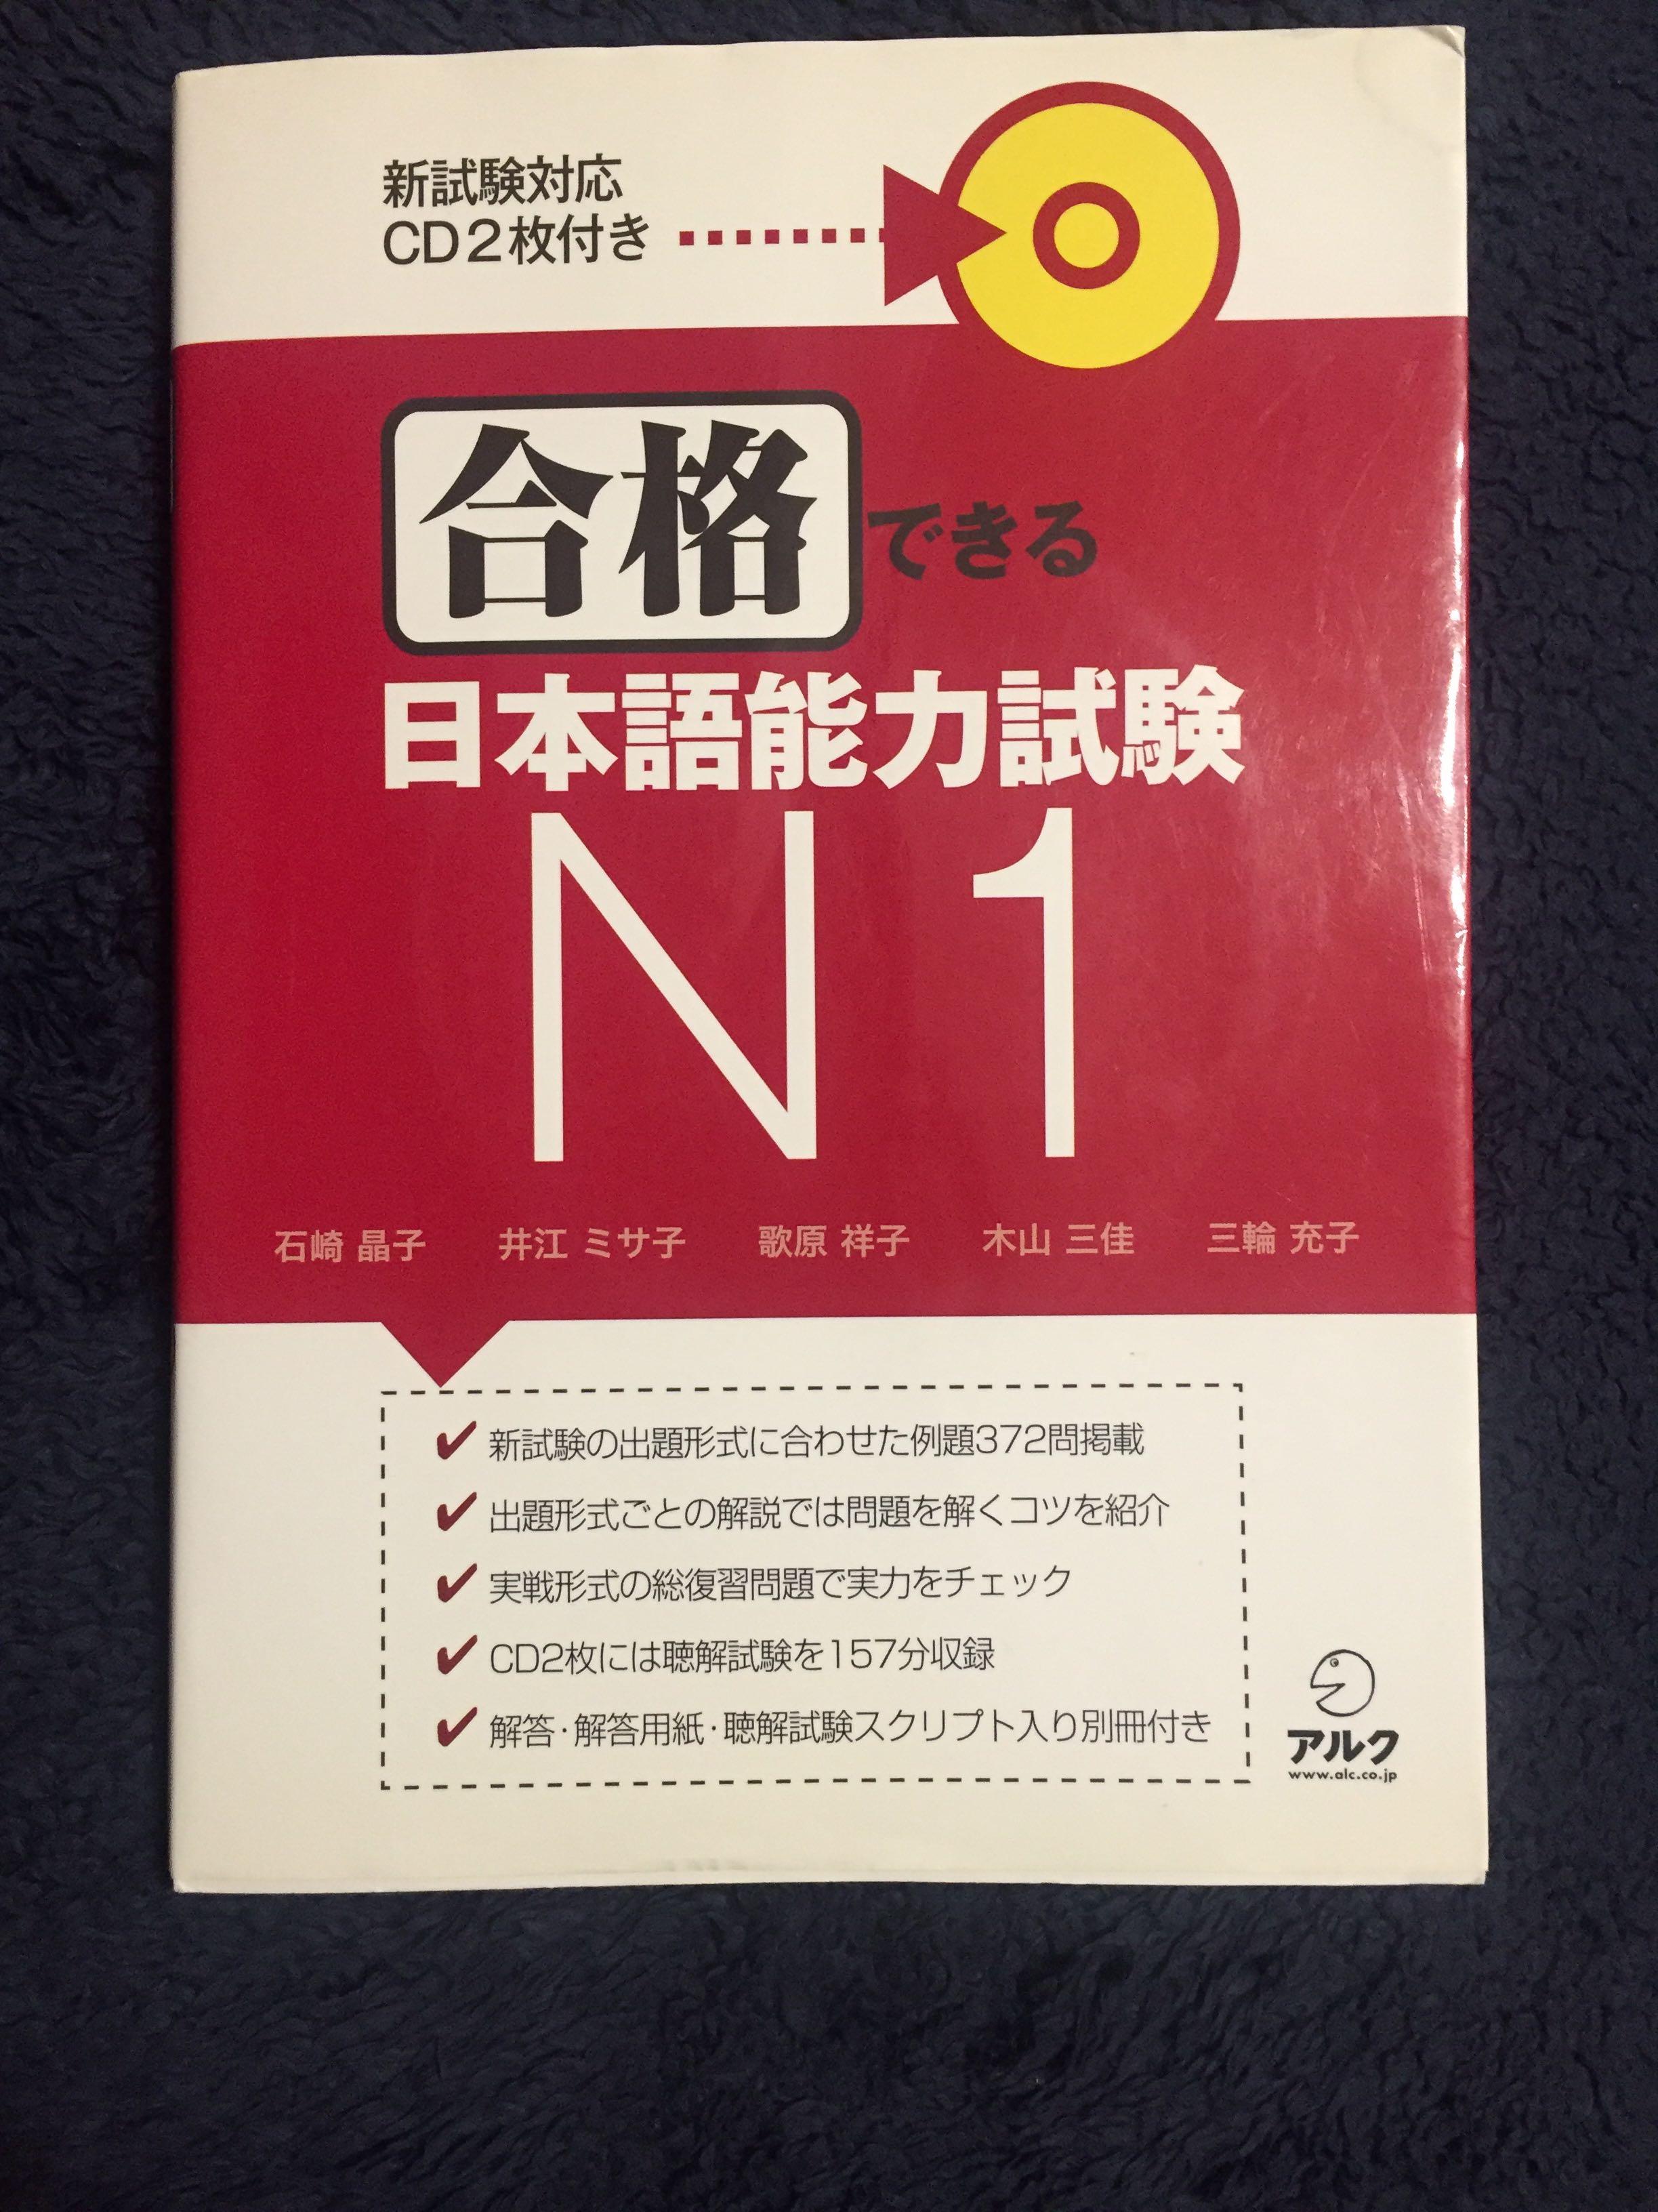 新試験対応
CD2枚付き
合格できる
日本語能力試験
N1
石崎 晶子 井江 ミサ子 歌原 祥子 木山 三佳 三輪 充子
✔ 新試験の出題形式に合わせた例題372問掲載
✔ 出題形式ごとの解説では問題を解くコツを紹介
✔ 実戦形式の総復習問題で実力をチェック
✔ CD2枚には聴解試験を157分収録
✔ 解答・解答用紙・聴解試験スクリプト入り別冊付き
アルク
www.alc.co.jp